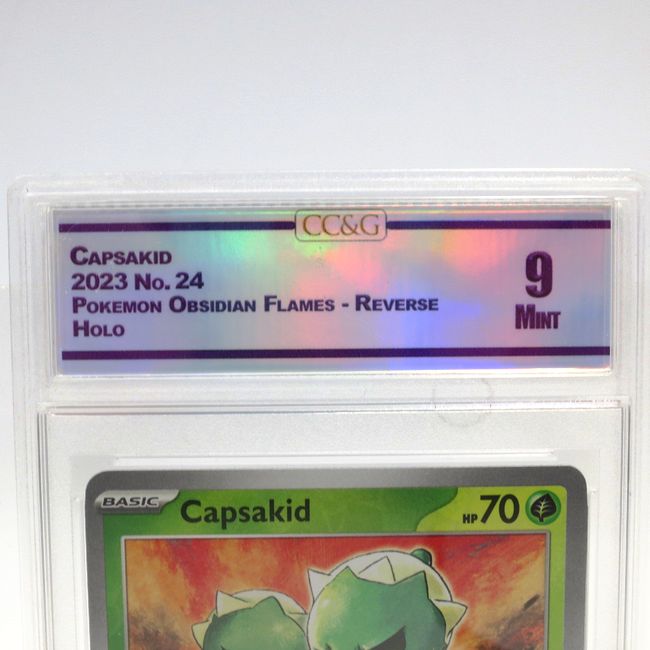 CC&G
CAPSAKID
2023 NO. 24
POKEMON OBSIDIAN FLAMES - REVERSE
HOLO
9
MINT
BASIC
Capsakid
HP 70